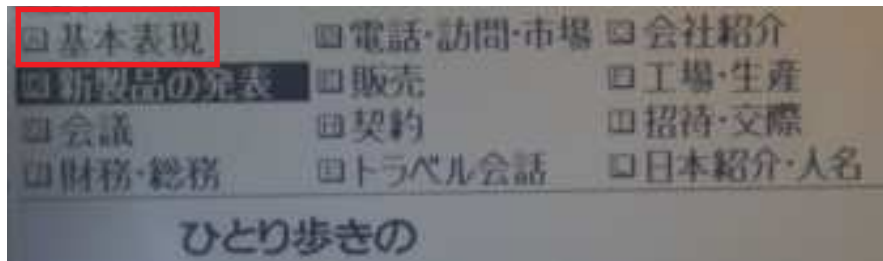 基本表現 電話・訪問・市場 会社紹介
新製品の発表 販売 工場・生産
会議 契約 招待・交際
財務・総務 トラベル会話 日本紹介・人名
ひとり歩きの